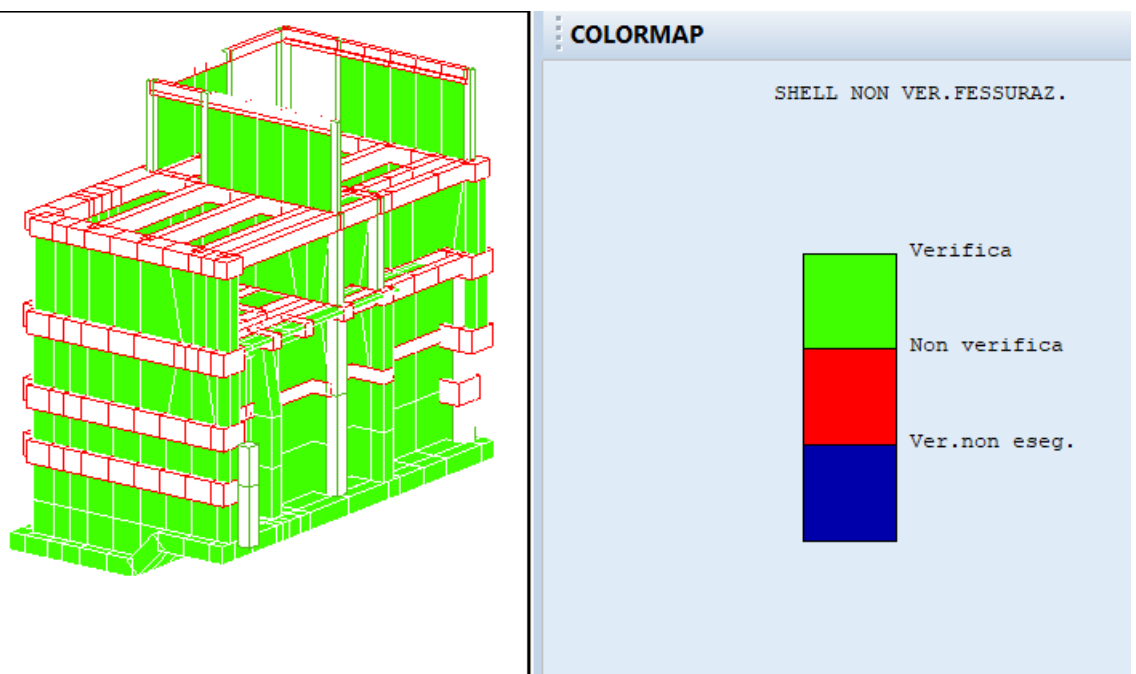 COLORMAP
SHELL NON VER.FESSURAZ.
Verifica
Non verifica
Ver.non eseg.